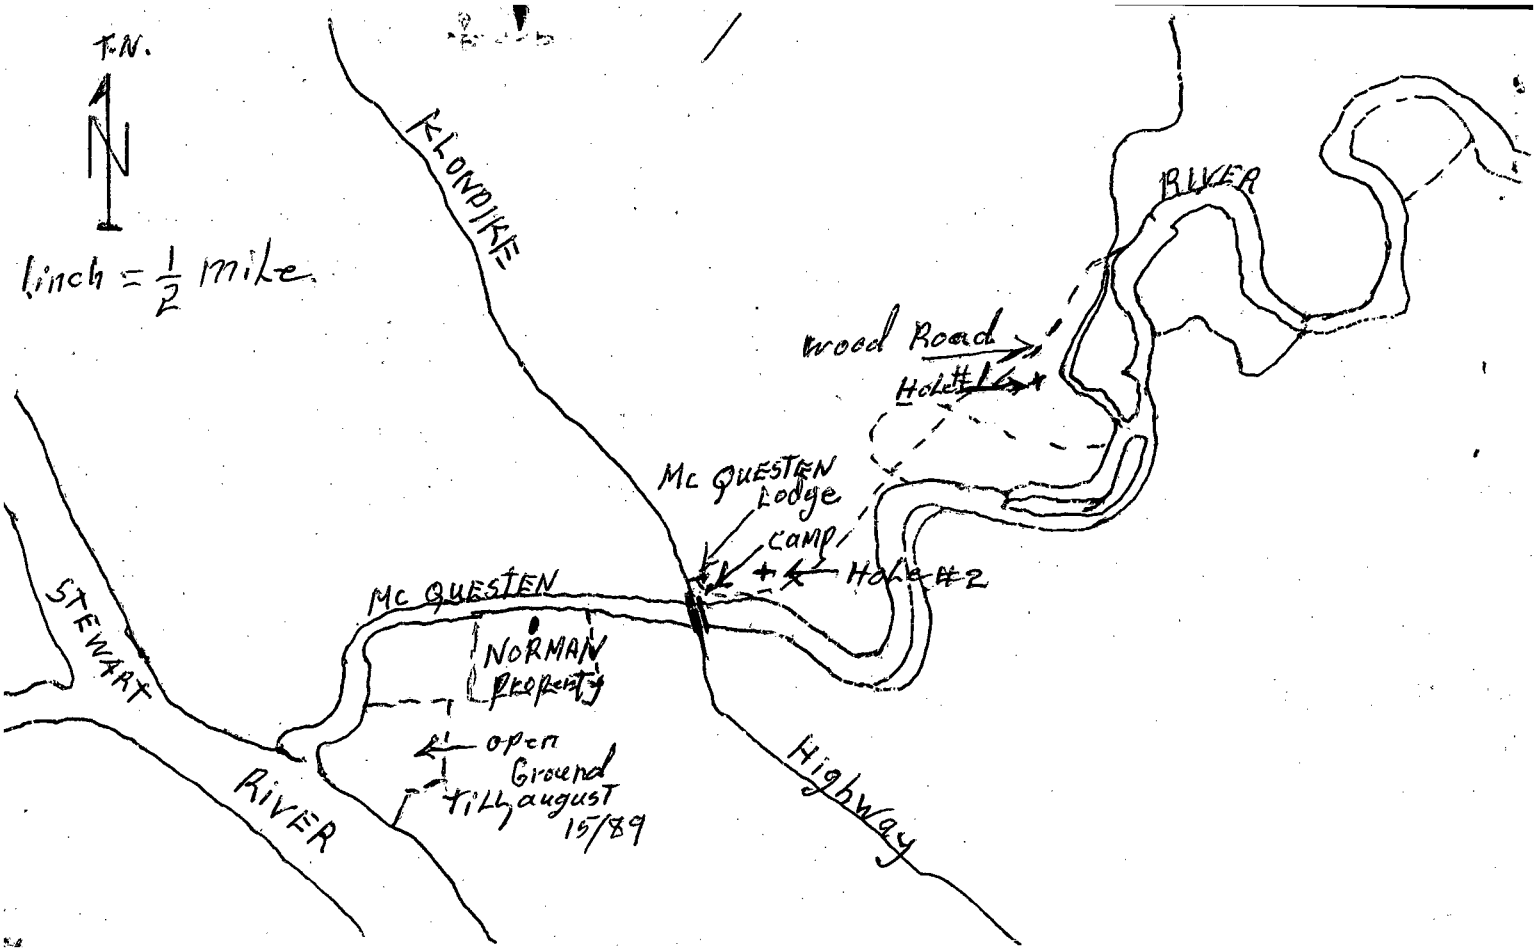 T.N.
N
1 inch = 1/2 mile.
KLONDIKE
RIVER
Wood Road
Hole #1
Mc QUESTEN
Lodge
CAMP
Hole #2
Mc QUESTEN
STEWART
NORMAN
Property
open
Ground
Till august
15/89
RIVER
Highway